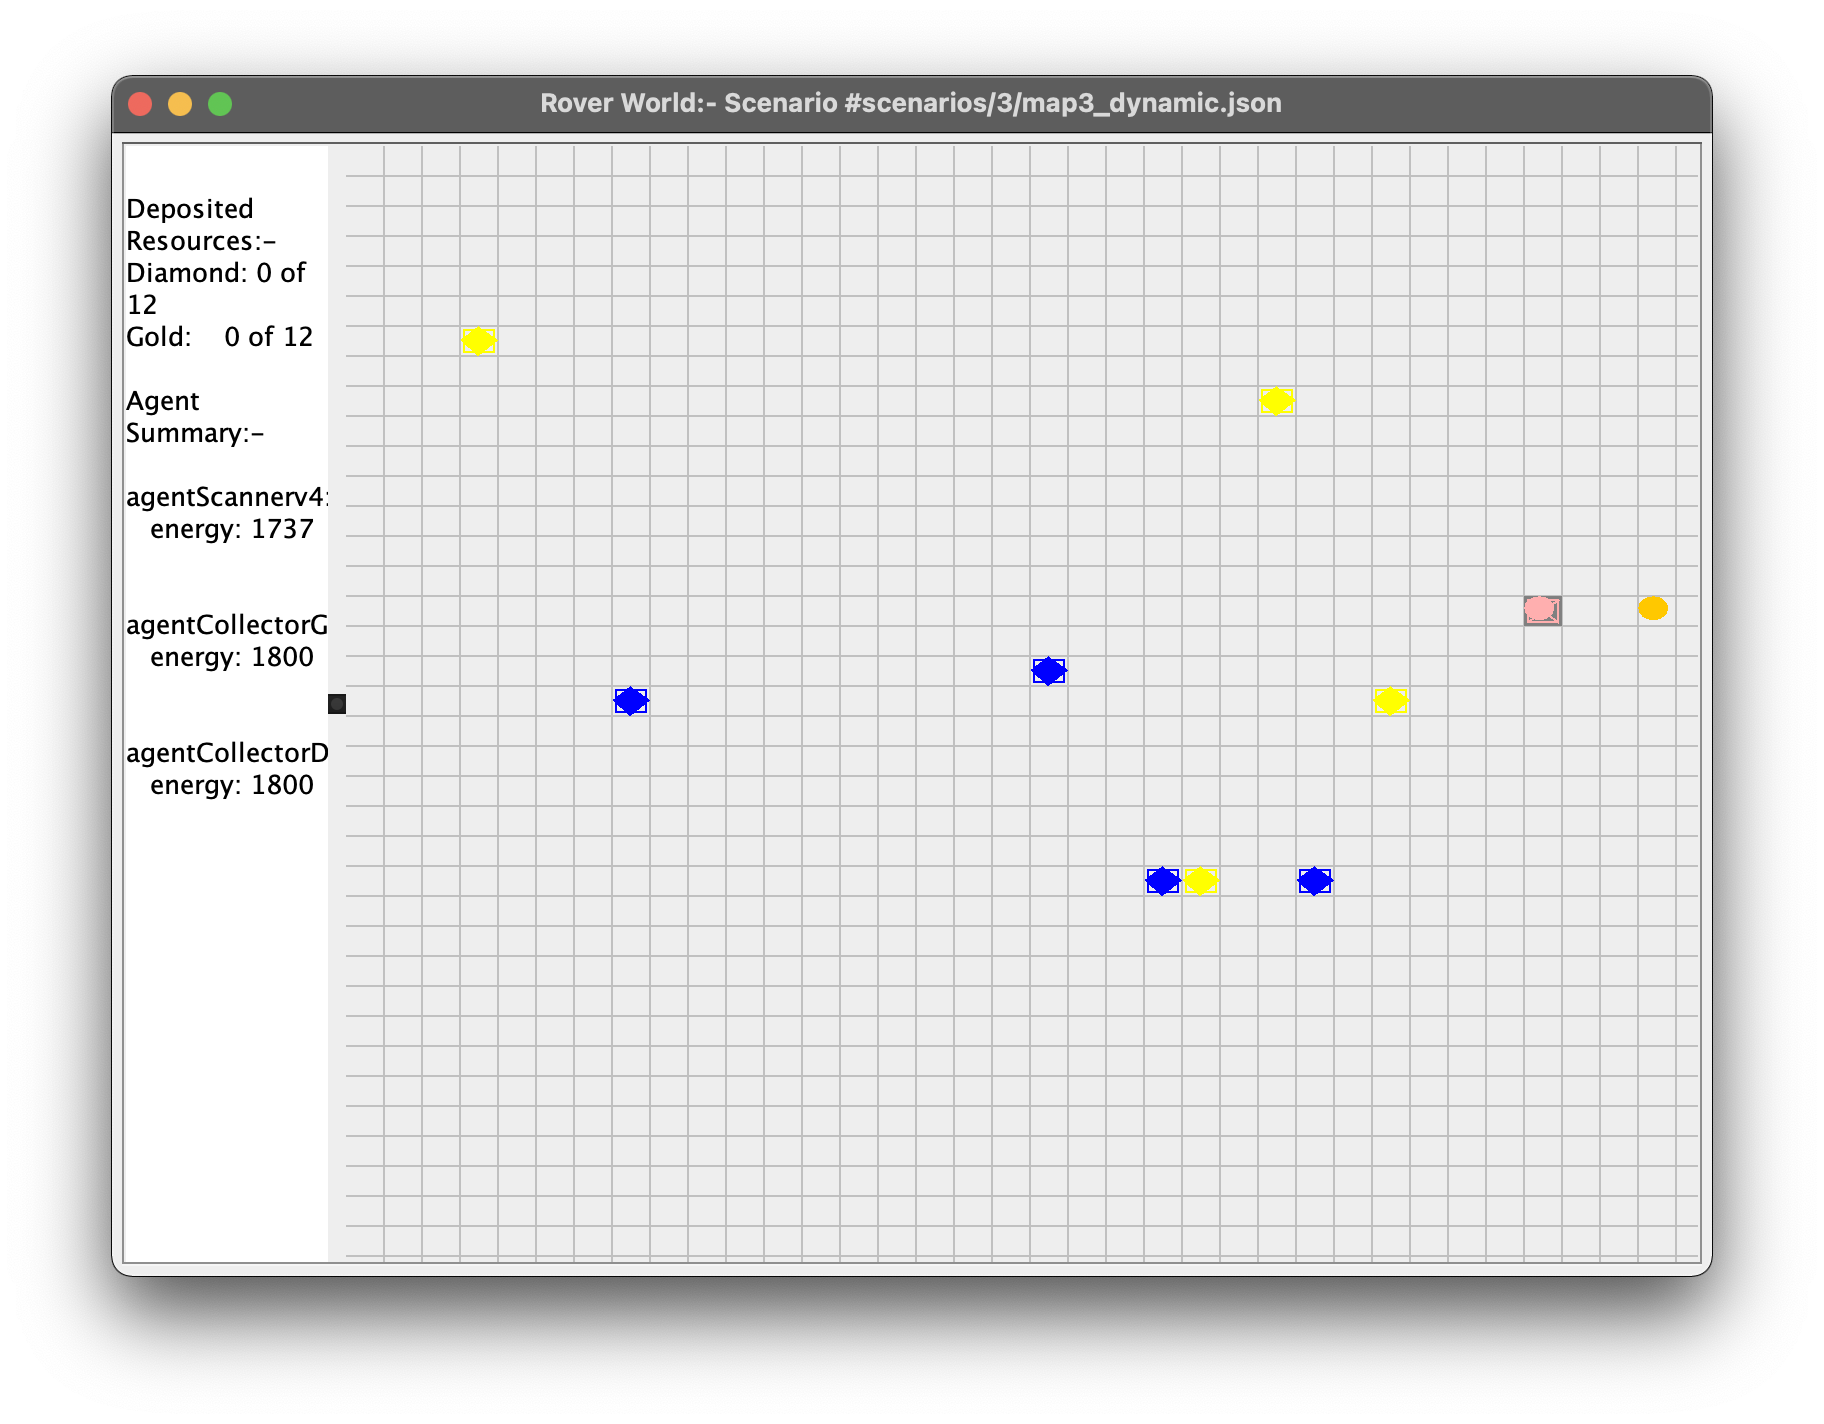 Rover World:- Scenario #scenarios/3/map3_dynamic.json
Deposited
Resources:-
Diamond: 0 of
12
Gold: 0 of 12
Agent
Summary:-
agentScannerv4:
energy: 1737
agentCollectorG
energy: 1800
agentCollectorD
energy: 1800